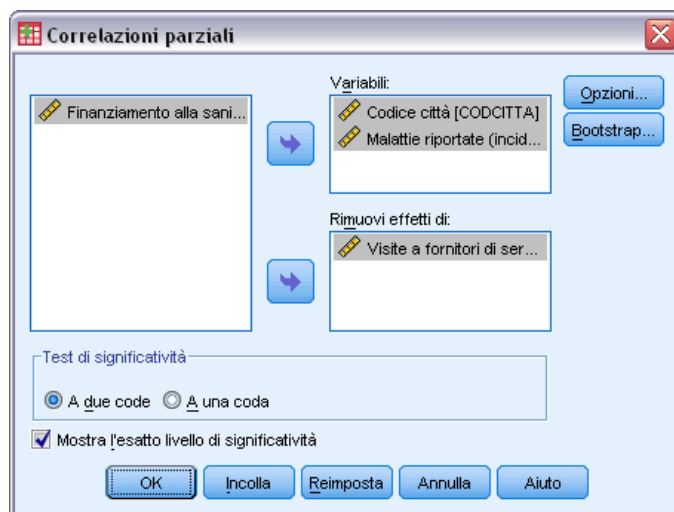 Correlazioni parziali
Finanziamento alla sani...
Variabili:
Codice città [CODCITTA]
Malattie riportate (incid...
Opzioni...
Bootstrap...
Rimuovi effetti di:
Visite a fornitori di ser...
Test di significatività
A due code
A una coda
Mostra l'esatto livello di significatività
OK
Incolla
Reimposta
Annulla
Aiuto